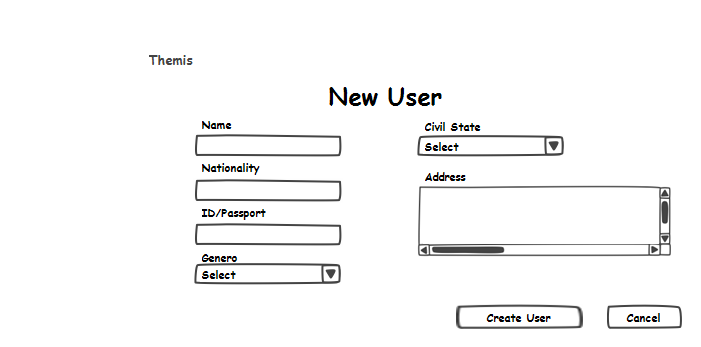 Themis
New User
Name
Nationality
ID/Passport
Genero
Select
Civil State
Select
Address
Create User
Cancel